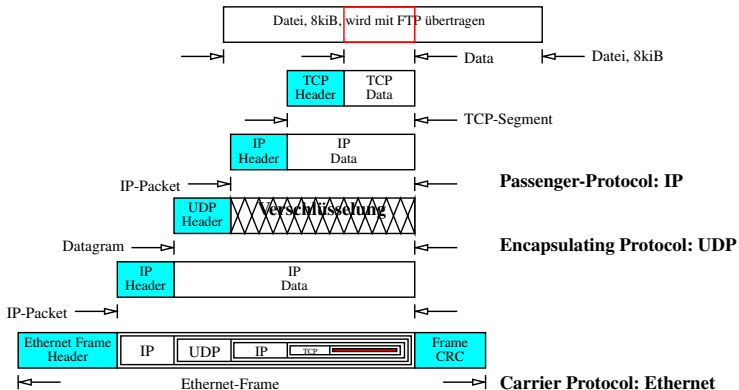 Datei, 8kiB, wird mit FTP übertragen
Data
Datei, 8kiB
TCP
Header
TCP
Data
TCP-Segment
IP
Header
IP
Data
IP-Packet
Passenger-Protocol: IP
UDP
Header
Verschlüsselung
Datagram
Encapsulating Protocol: UDP
IP
Header
IP
Data
IP-Packet
Ethernet Frame
Header
IP
UDP
IP
TCP
Frame
CRC
Ethernet-Frame
Carrier Protocol: Ethernet